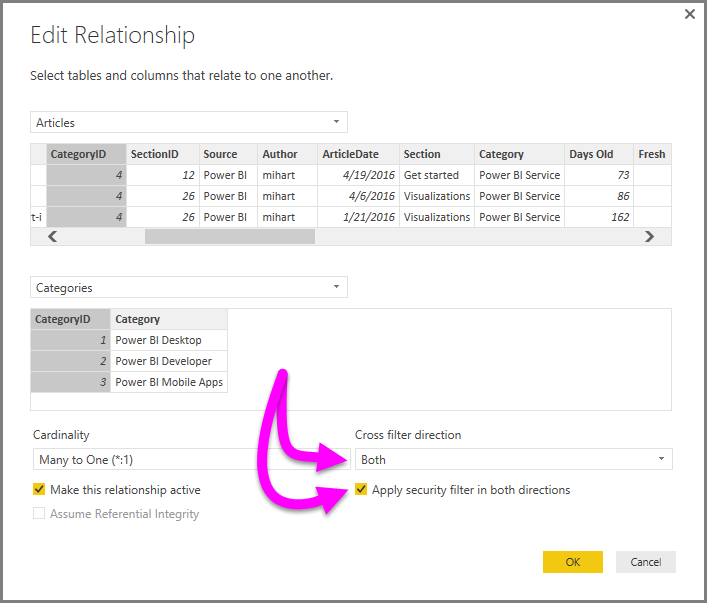 Edit Relationship
Select tables and columns that relate to one another.
Articles
CategoryID SectionID Source Author ArticleDate Section Category Days Old Fresh
4 12 Power BI mihart 4/19/2016 Get started Power BI Service 73
4 26 Power BI mihart 4/6/2016 Visualizations Power BI Service 86
t-i 4 26 Power BI mihart 1/21/2016 Visualizations Power BI Service 162
Categories
CategoryID Category
1 Power BI Desktop
2 Power BI Developer
3 Power BI Mobile Apps
Cardinality Cross filter direction
Many to One (*:1) Both
Make this relationship active Apply security filter in both directions
Assume Referential Integrity
OK Cancel